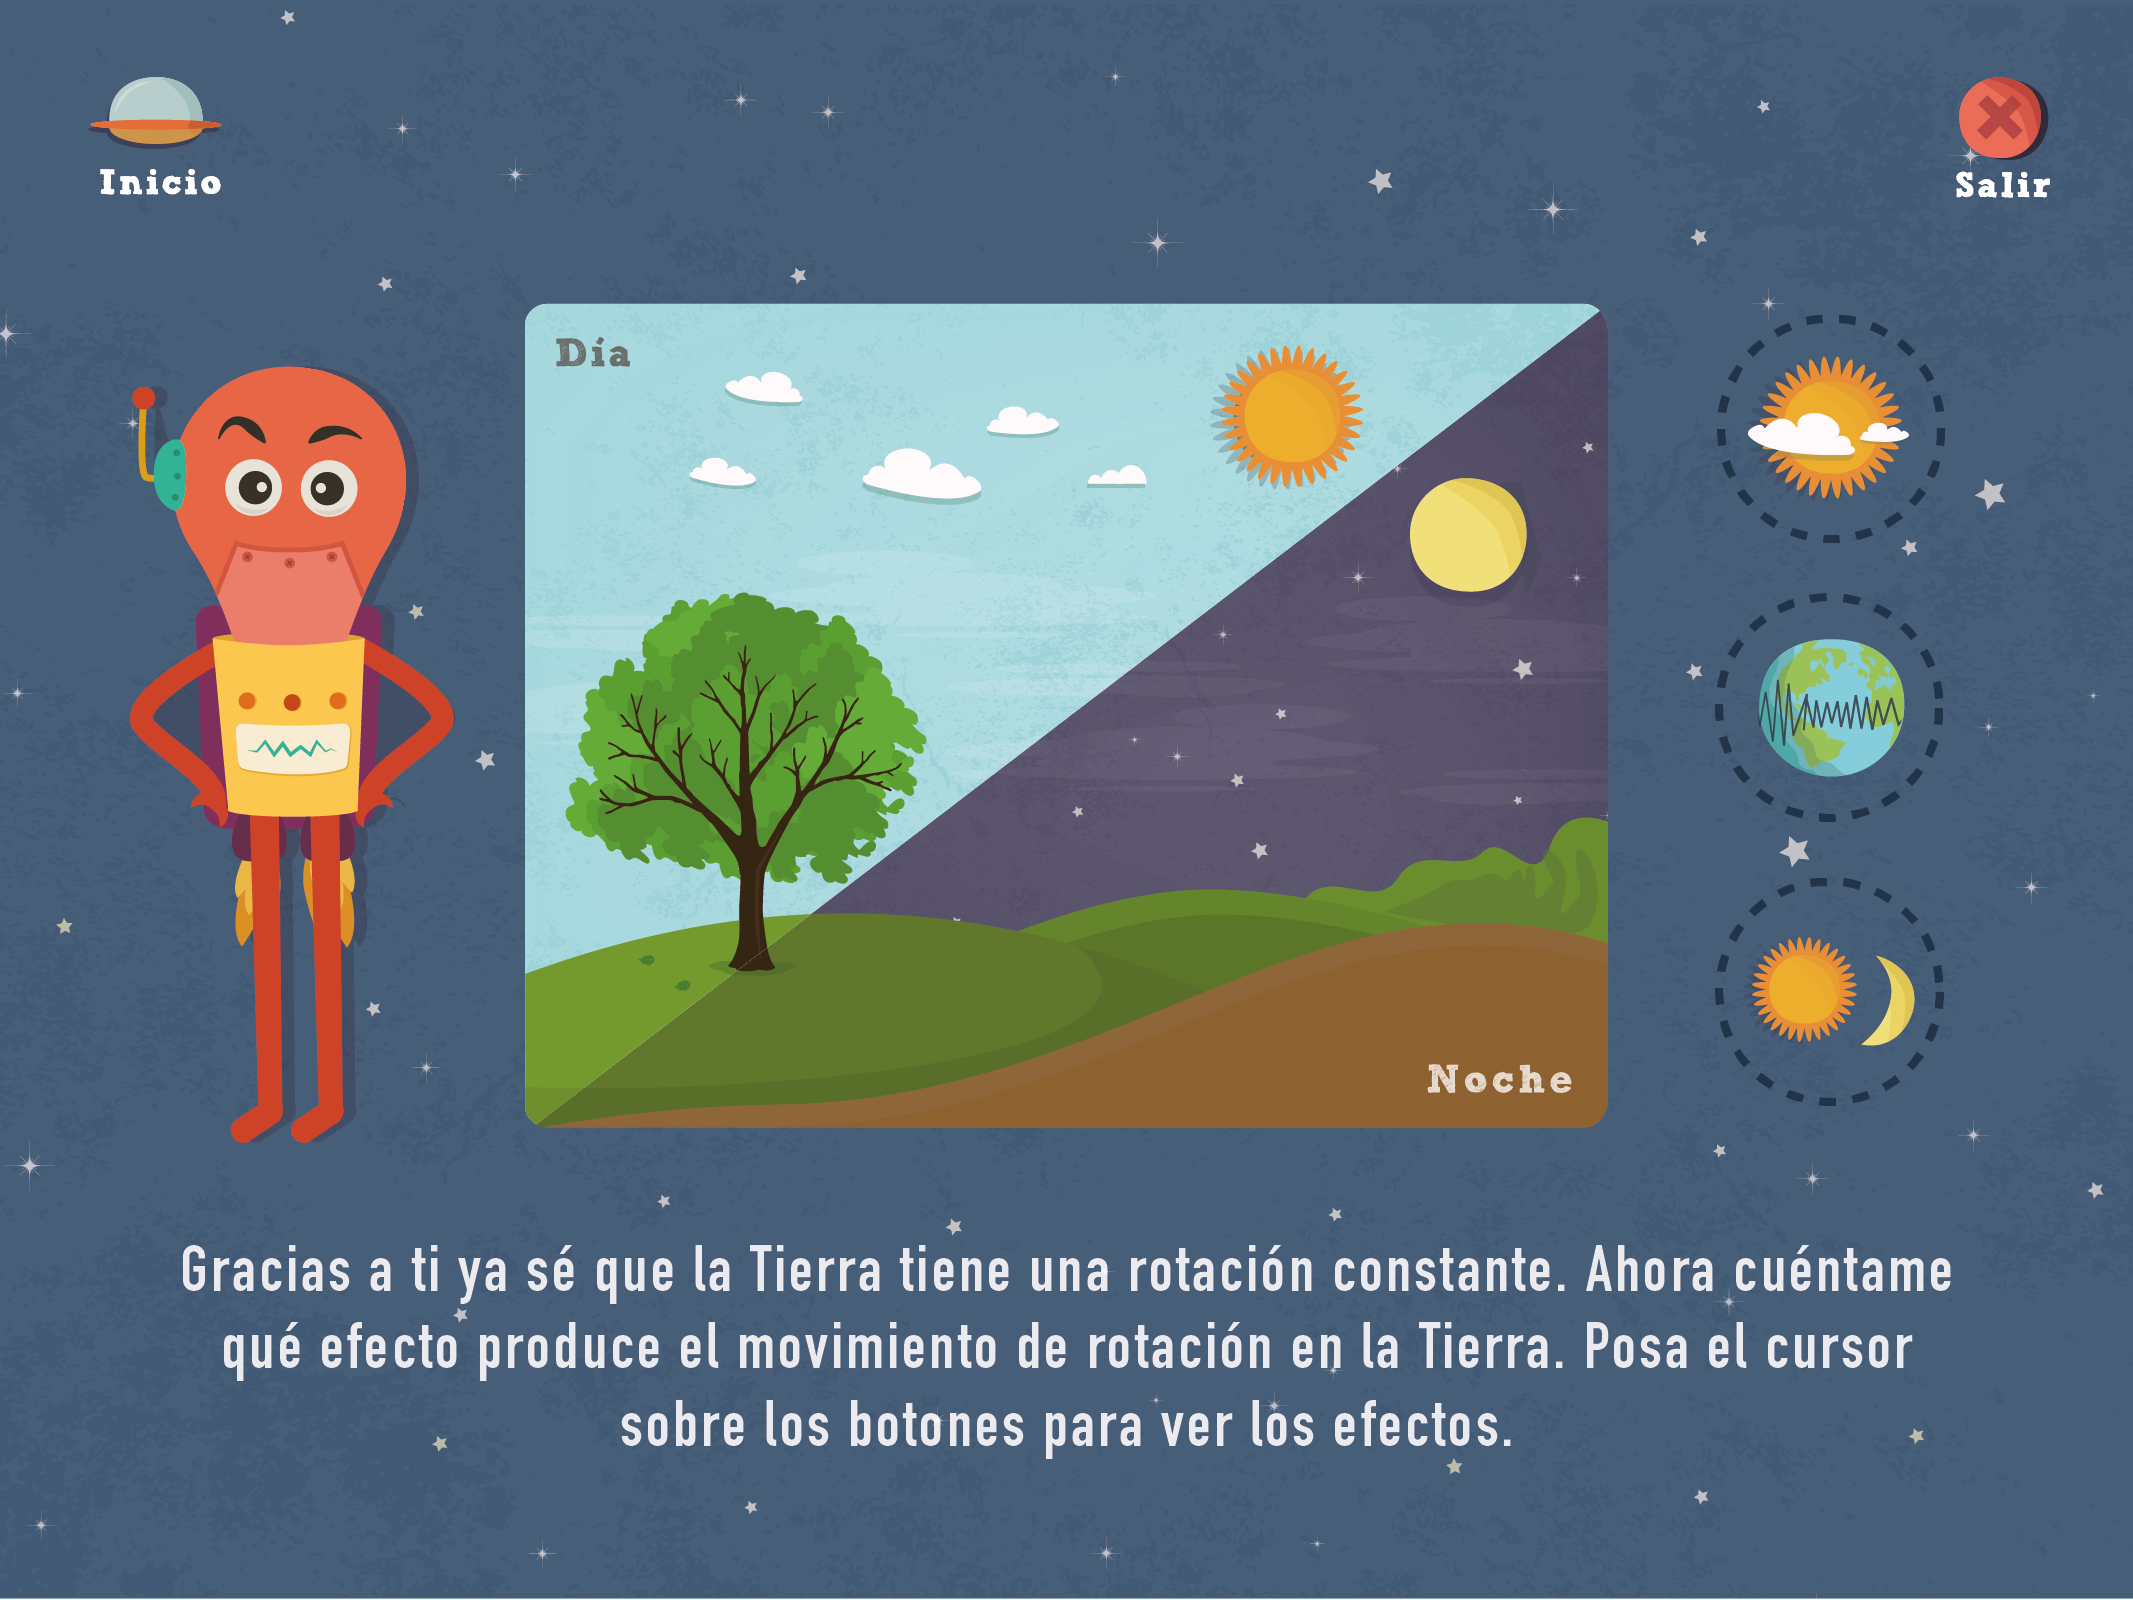 Inicio
Salir
Día
Noche
Gracias a ti ya sé que la Tierra tiene una rotación constante. Ahora cuéntame
qué efecto produce el movimiento de rotación en la Tierra. Posa el cursor
sobre los botones para ver los efectos.